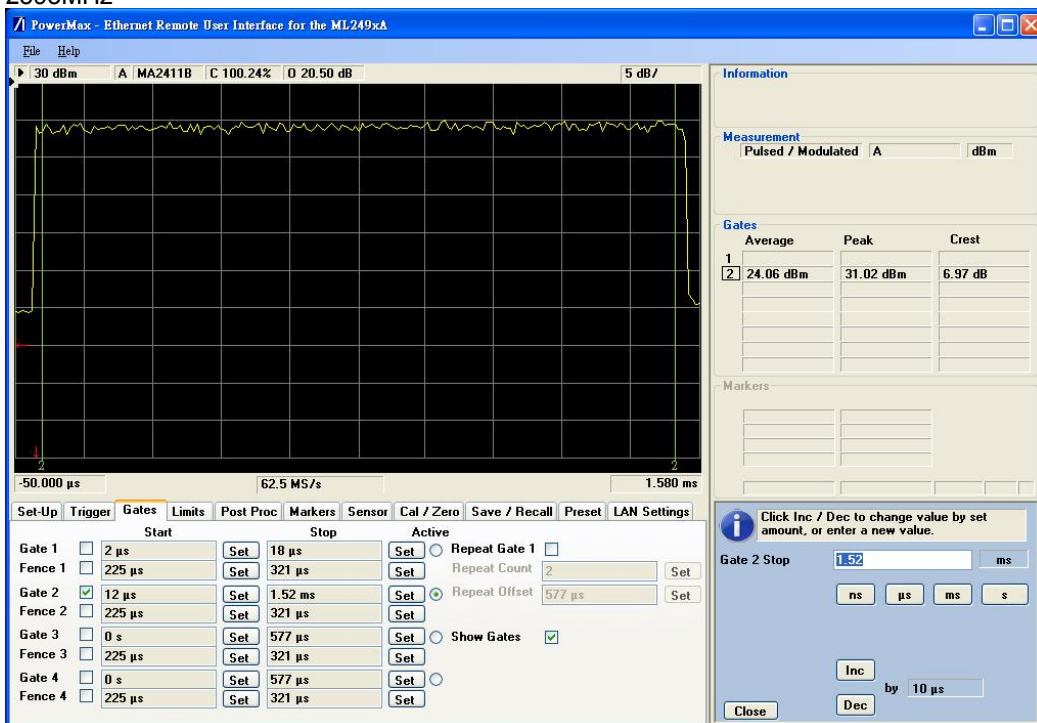 PowerMax - Ethernet Remote User Interface for the ML249xA
File Help
30 dBm A MA2411B C 100.24% O 20.50 dB 5 dB/
2 2
-50.000 µs 62.5 MS/s 1.580 ms
Set-Up Trigger Gates Limits Post Proc Markers Sensor Cal / Zero Save / Recall Preset LAN Settings
Start Stop Active
Gate 1 2 µs Set 18 µs Set Repeat Gate 1
Fence 1 225 µs Set 321 µs Set Repeat Count 2 Set
Gate 2 12 µs Set 1.52 ms Set Repeat Offset 577 µs Set
Fence 2 225 µs Set 321 µs Set
Gate 3 0 s Set 577 µs Set Show Gates
Fence 3 225 µs Set 321 µs Set
Gate 4 0 s Set 577 µs Set
Fence 4 225 µs Set 321 µs Set
Information
Measurement
Pulsed / Modulated A dBm
Gates
Average Peak Crest
1
2 24.06 dBm 31.02 dBm 6.97 dB
Markers
Click Inc / Dec to change value by set
amount, or enter a new value.
Gate 2 Stop 1.52 ms
ns µs ms s
Inc
by 10 µs
Dec
Close